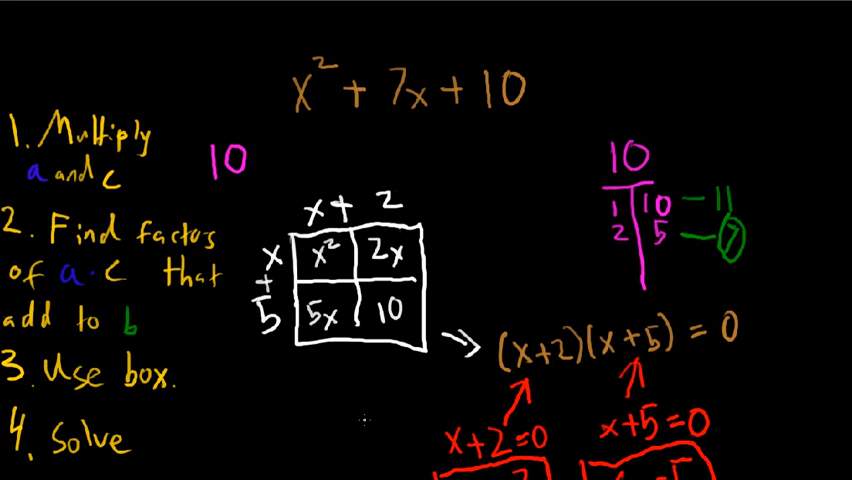 x² + 7x + 10
1. Multiply
a and c
10
2. Find factors
of a · c that
add to b
3. Use box.
4. Solve
x + 2
x x² 2x
+
5 5x 10
10
1 10 — 11
2 5 — 7
→ (x+2)(x+5) = 0
x+2=0 x+5=0